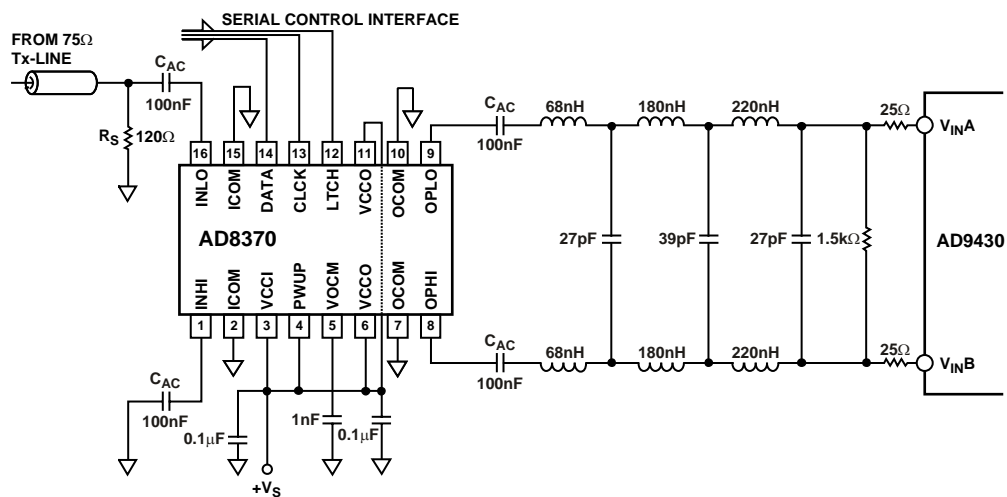 SERIAL CONTROL INTERFACE
FROM 75Ω
Tx-LINE
CAC
100nF
RS
120Ω
16
15
14
13
12
11
10
9
INLO
ICOM
DATA
CLCK
LTCH
VCCO
OCOM
OPLO
AD8370
INHI
ICOM
VCCI
PWUP
VOCM
VCCO
OCOM
OPHI
1
2
3
4
5
6
7
8
CAC
100nF
0.1µF
1nF
0.1µF
+VS
CAC
100nF
68nH
180nH
220nH
25Ω
VINA
27pF
39pF
27pF
1.5kΩ
AD9430
CAC
100nF
68nH
180nH
220nH
25Ω
VINB